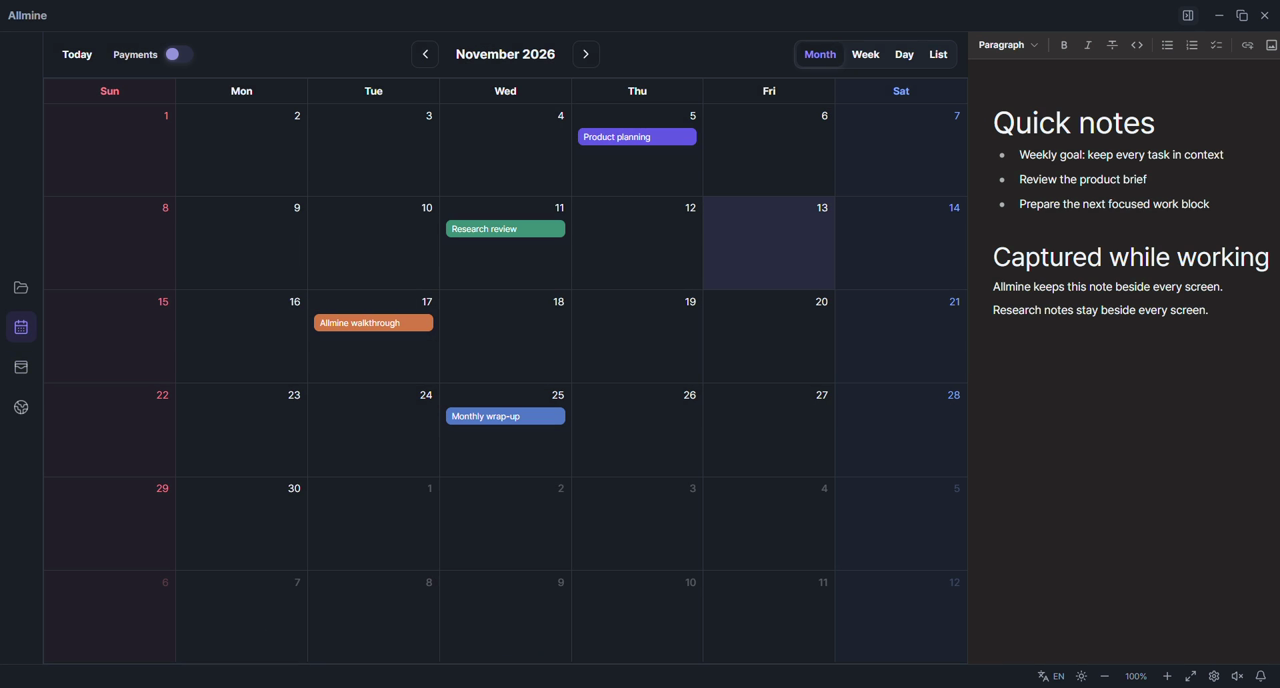 Allmine
Today Payments November 2026 Month Week Day List
Paragraph
Sun Mon Tue Wed Thu Fri Sat
1 2 3 4 5 6 7
Product planning
8 9 10 11 12 13 14
Research review
15 16 17 18 19 20 21
Allmine walkthrough
22 23 24 25 26 27 28
Monthly wrap-up
29 30 1 2 3 4 5
6 7 8 9 10 11 12
Quick notes
Weekly goal: keep every task in context
Review the product brief
Prepare the next focused work block
Captured while working
Allmine keeps this note beside every screen.
Research notes stay beside every screen.
EN 100%